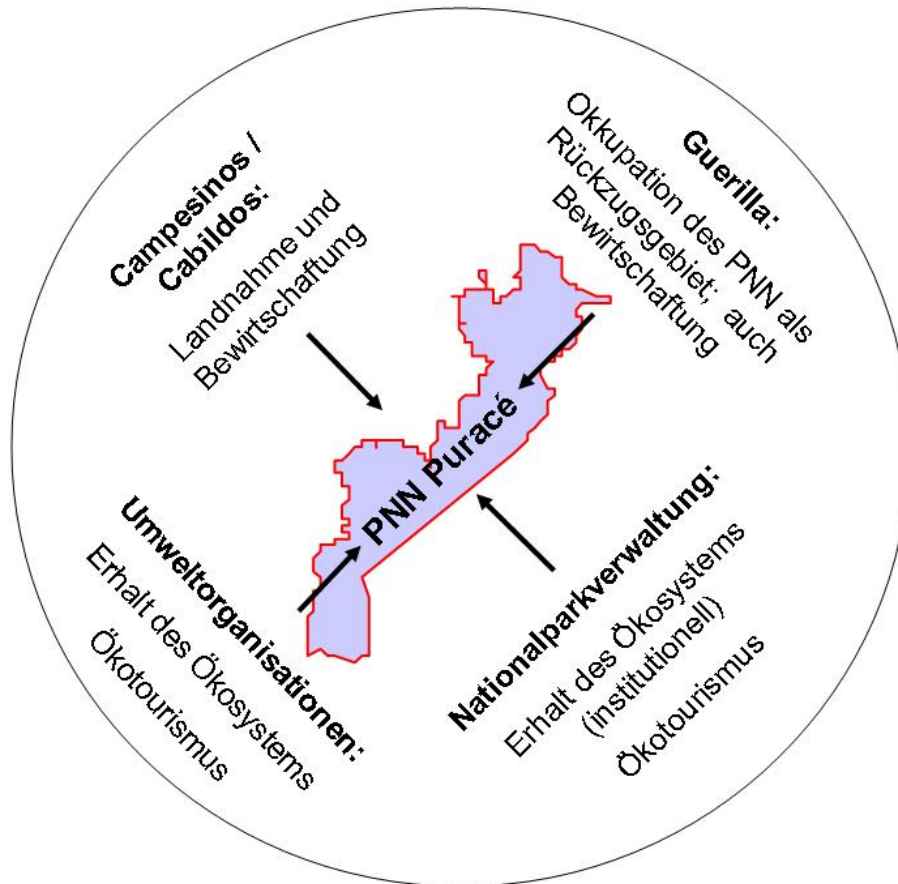 Campesinos /
Cabildos:
Landnahme und
Bewirtschaftung
Guerilla:
Okkupation des PNN als
Rückzugsgebiet; auch
Bewirtschaftung
PNN Puracé
Umweltorganisationen:
Erhalt des Ökosystems
Ökotourismus
Nationalparkverwaltung:
Erhalt des Ökosystems
(institutionell)
Ökotourismus